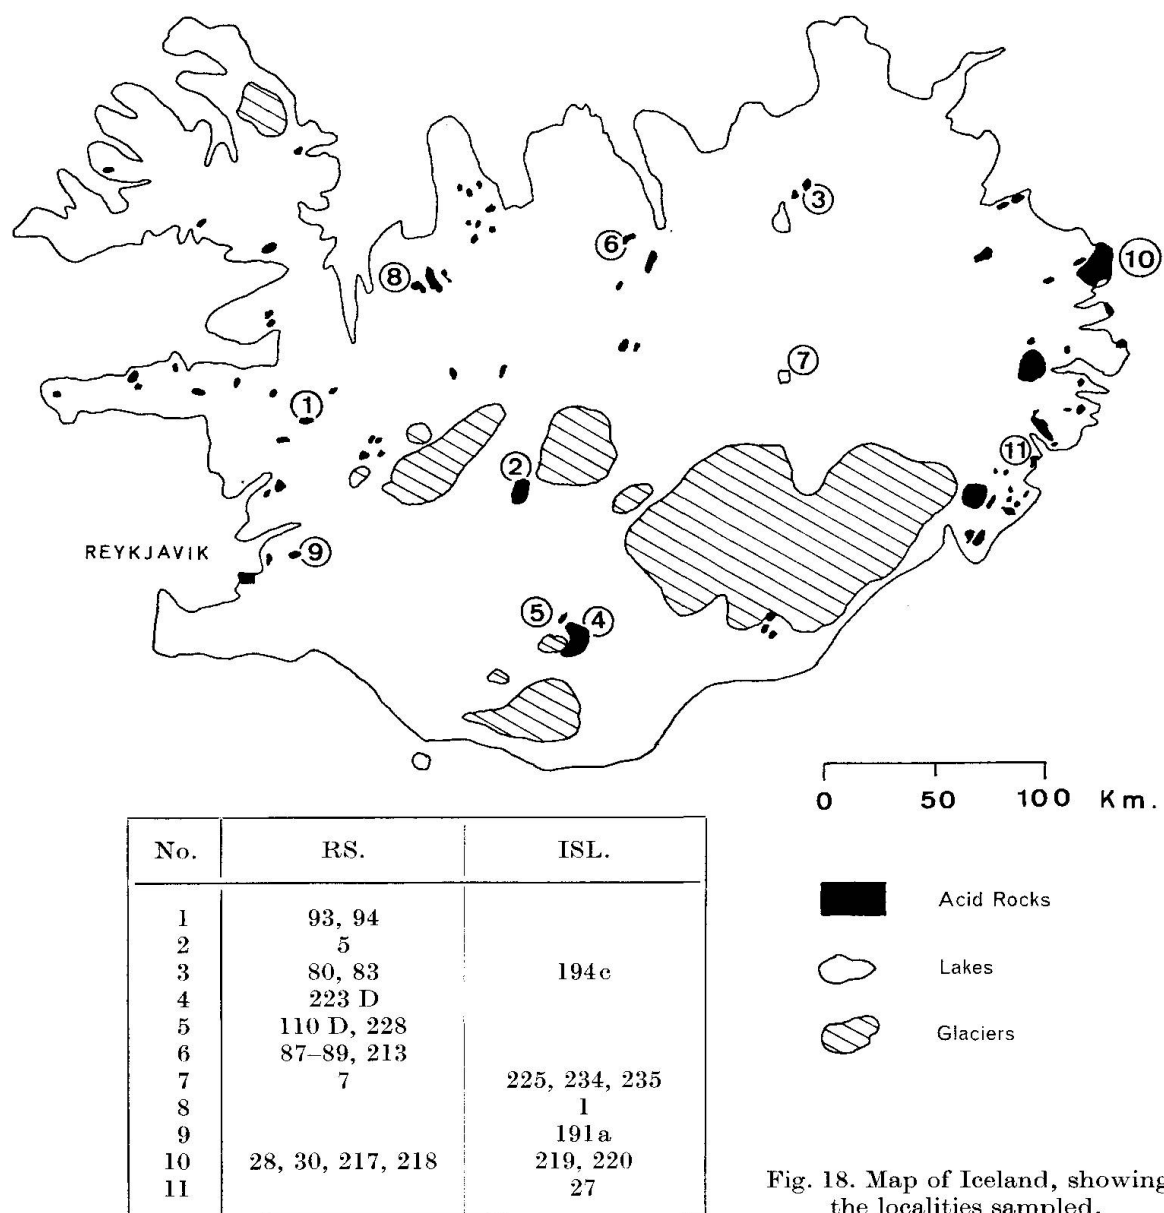 3
6
10
8
7
1
11
2
REYKJAVIK
9
5
4
0 50 100 Km.
No. RS. ISL.
1 93, 94
2 5
3 80, 83 194c
4 223 D
5 110 D, 228
6 87–89, 213
7 7 225, 234, 235
8 1
9 191a
10 28, 30, 217, 218 219, 220
11 27
Acid Rocks
Lakes
Glaciers
Fig. 18. Map of Iceland, showing
the localities sampled.